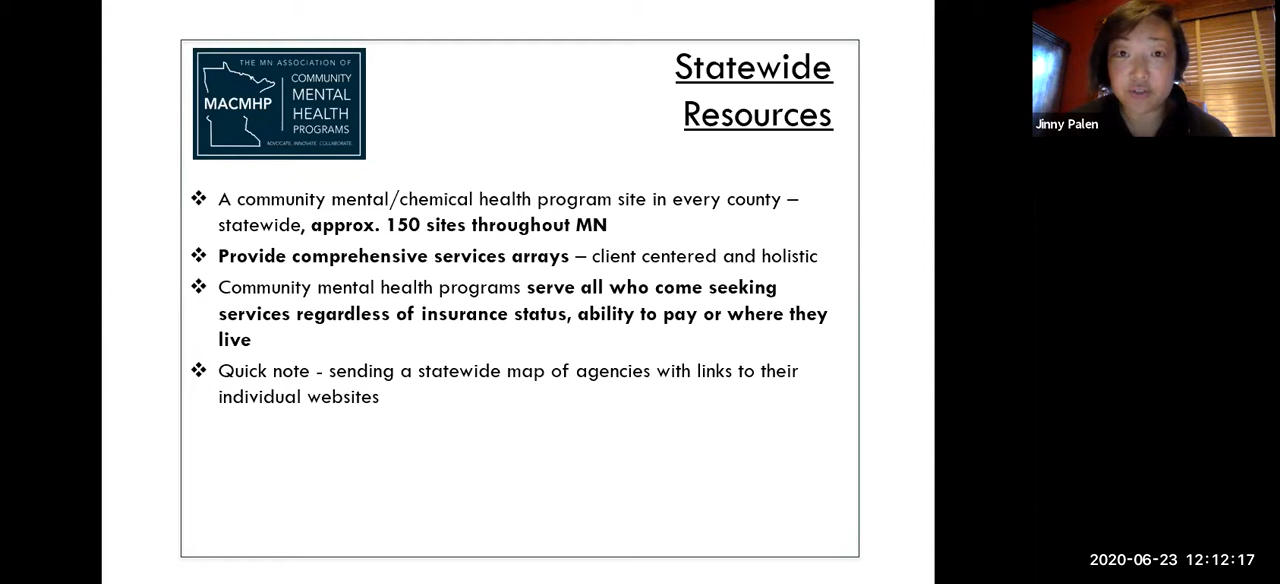 THE MN ASSOCIATION OF
COMMUNITY
MENTAL
HEALTH
PROGRAMS
MACMHP
ADVOCATE. INNOVATE. COLLABORATE.
Statewide
Resources
❖ A community mental/chemical health program site in every county –
statewide, approx. 150 sites throughout MN
❖ Provide comprehensive services arrays – client centered and holistic
❖ Community mental health programs serve all who come seeking
services regardless of insurance status, ability to pay or where they
live
❖ Quick note - sending a statewide map of agencies with links to their
individual websites
Jinny Palen
2020-06-23 12:12:17